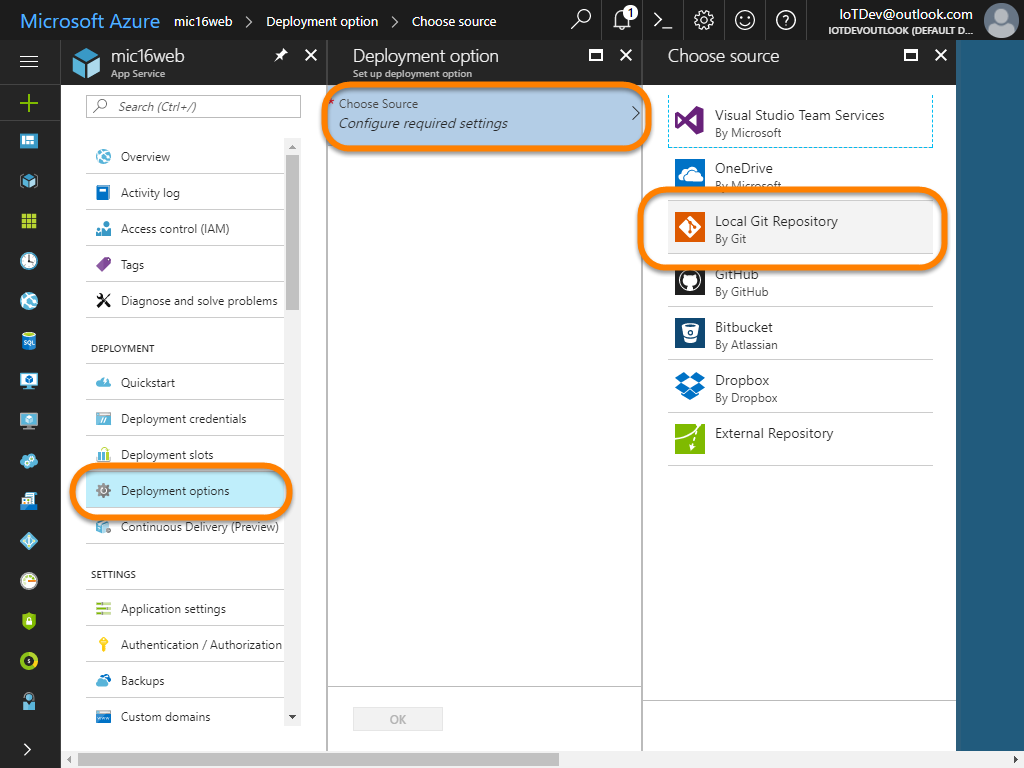 Microsoft Azure mic16web > Deployment option > Choose source
1
IoTDev@outlook.com
IOTDEVOUTLOOK (DEFAULT D...
mic16web
App Service
Search (Ctrl+/)
Overview
Activity log
Access control (IAM)
Tags
Diagnose and solve problems
DEPLOYMENT
Quickstart
Deployment credentials
Deployment slots
Deployment options
Continuous Delivery (Preview)
SETTINGS
Application settings
Authentication / Authorization
Backups
Custom domains
Deployment option
Set up deployment option
* Choose Source
Configure required settings
OK
Choose source
Visual Studio Team Services
By Microsoft
OneDrive
By Microsoft
Local Git Repository
By Git
GitHub
By GitHub
Bitbucket
By Atlassian
Dropbox
By Dropbox
External Repository
SQL